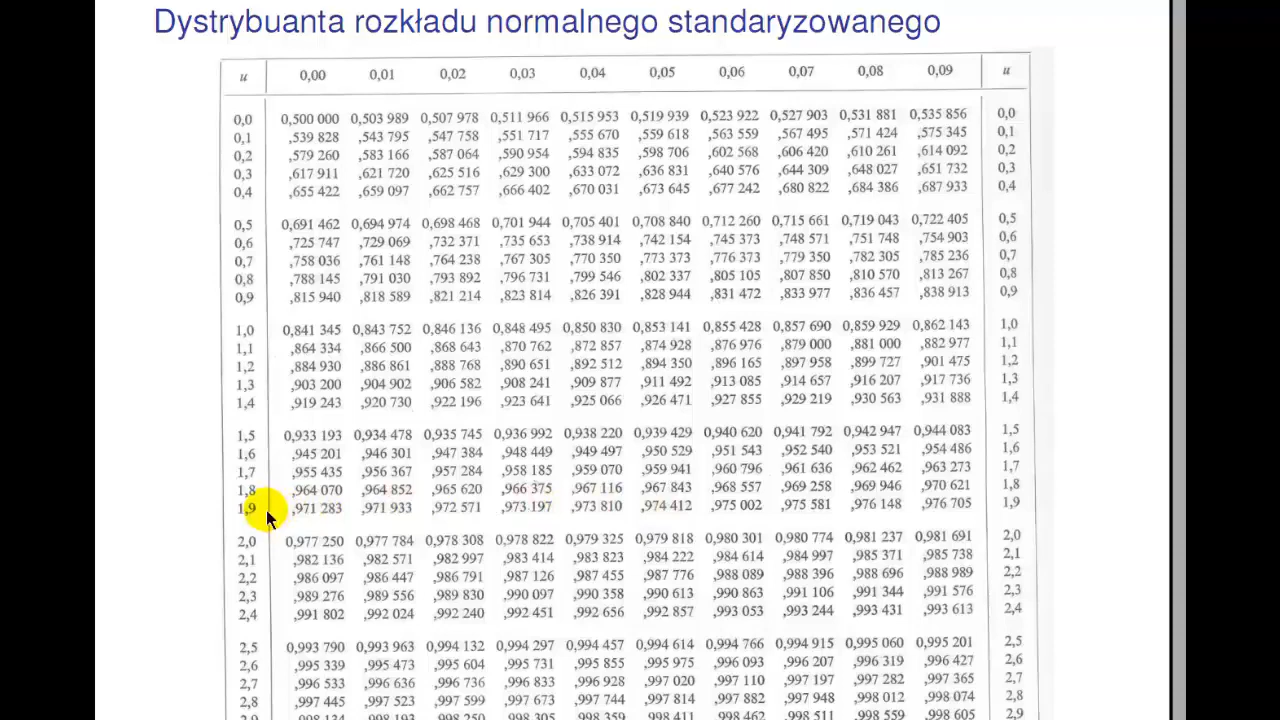 Dystrybuanta rozkładu normalnego standaryzowanego
u 0,00 0,01 0,02 0,03 0,04 0,05 0,06 0,07 0,08 0,09 u
0,0 0,500 000 0,503 989 0,507 978 0,511 966 0,515 953 0,519 939 0,523 922 0,527 903 0,531 881 0,535 856 0,0
0,1 ,539 828 ,543 795 ,547 758 ,551 717 ,555 670 ,559 618 ,563 559 ,567 495 ,571 424 ,575 345 0,1
0,2 ,579 260 ,583 166 ,587 064 ,590 954 ,594 835 ,598 706 ,602 568 ,606 420 ,610 261 ,614 092 0,2
0,3 ,617 911 ,621 720 ,625 516 ,629 300 ,633 072 ,636 831 ,640 576 ,644 309 ,648 027 ,651 732 0,3
0,4 ,655 422 ,659 097 ,662 757 ,666 402 ,670 031 ,673 645 ,677 242 ,680 822 ,684 386 ,687 933 0,4
0,5 0,691 462 0,694 974 0,698 468 0,701 944 0,705 401 0,708 840 0,712 260 0,715 661 0,719 043 0,722 405 0,5
0,6 ,725 747 ,729 069 ,732 371 ,735 653 ,738 914 ,742 154 ,745 373 ,748 571 ,751 748 ,754 903 0,6
0,7 ,758 036 ,761 148 ,764 238 ,767 305 ,770 350 ,773 373 ,776 373 ,779 350 ,782 305 ,785 236 0,7
0,8 ,788 145 ,791 030 ,793 892 ,796 731 ,799 546 ,802 337 ,805 105 ,807 850 ,810 570 ,813 267 0,8
0,9 ,815 940 ,818 589 ,821 214 ,823 814 ,826 391 ,828 944 ,831 472 ,833 977 ,836 457 ,838 913 0,9
1,0 0,841 345 0,843 752 0,846 136 0,848 495 0,850 830 0,853 141 0,855 428 0,857 690 0,859 929 0,862 143 1,0
1,1 ,864 334 ,866 500 ,868 643 ,870 762 ,872 857 ,874 928 ,876 976 ,879 000 ,881 000 ,882 977 1,1
1,2 ,884 930 ,886 861 ,888 768 ,890 651 ,892 512 ,894 350 ,896 165 ,897 958 ,899 727 ,901 475 1,2
1,3 ,903 200 ,904 902 ,906 582 ,908 241 ,909 877 ,911 492 ,913 085 ,914 657 ,916 207 ,917 736 1,3
1,4 ,919 243 ,920 730 ,922 196 ,923 641 ,925 066 ,926 471 ,927 855 ,929 219 ,930 563 ,931 888 1,4
1,5 0,933 193 0,934 478 0,935 745 0,936 992 0,938 220 0,939 429 0,940 620 0,941 792 0,942 947 0,944 083 1,5
1,6 ,945 201 ,946 301 ,947 384 ,948 449 ,949 497 ,950 529 ,951 543 ,952 540 ,953 521 ,954 486 1,6
1,7 ,955 435 ,956 367 ,957 284 ,958 185 ,959 070 ,959 941 ,960 796 ,961 636 ,962 462 ,963 273 1,7
1,8 ,964 070 ,964 852 ,965 620 ,966 375 ,967 116 ,967 843 ,968 557 ,969 258 ,969 946 ,970 621 1,8
1,9 ,971 283 ,971 933 ,972 571 ,973 197 ,973 810 ,974 412 ,975 002 ,975 581 ,976 148 ,976 705 1,9
2,0 0,977 250 0,977 784 0,978 308 0,978 822 0,979 325 0,979 818 0,980 301 0,980 774 0,981 237 0,981 691 2,0
2,1 ,982 136 ,982 571 ,982 997 ,983 414 ,983 823 ,984 222 ,984 614 ,984 997 ,985 371 ,985 738 2,1
2,2 ,986 097 ,986 447 ,986 791 ,987 126 ,987 455 ,987 776 ,988 089 ,988 396 ,988 696 ,988 989 2,2
2,3 ,989 276 ,989 556 ,989 830 ,990 097 ,990 358 ,990 613 ,990 863 ,991 106 ,991 344 ,991 576 2,3
2,4 ,991 802 ,992 024 ,992 240 ,992 451 ,992 656 ,992 857 ,993 053 ,993 244 ,993 431 ,993 613 2,4
2,5 0,993 790 0,993 963 0,994 132 0,994 297 0,994 457 0,994 614 0,994 766 0,994 915 0,995 060 0,995 201 2,5
2,6 ,995 339 ,995 473 ,995 604 ,995 731 ,995 855 ,995 975 ,996 093 ,996 207 ,996 319 ,996 427 2,6
2,7 ,996 533 ,996 636 ,996 736 ,996 833 ,996 928 ,997 020 ,997 110 ,997 197 ,997 282 ,997 365 2,7
2,8 ,997 445 ,997 523 ,997 599 ,997 673 ,997 744 ,997 814 ,997 882 ,997 948 ,998 012 ,998 074 2,8
2,9 ,998 134 ,998 193 ,998 250 ,998 305 ,998 359 ,998 411 ,998 462 ,998 511 ,998 559 ,998 605 2,9